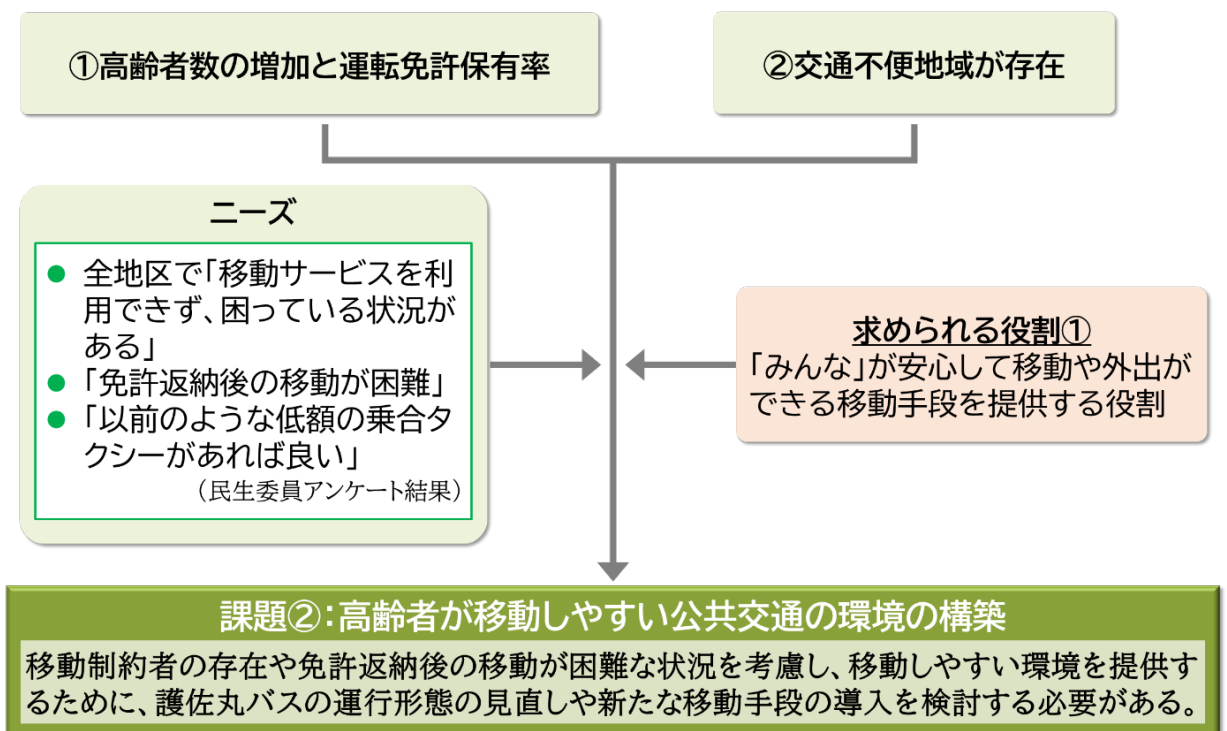 ①高齢者数の増加と運転免許保有率
②交通不便地域が存在
ニーズ
● 全地区で「移動サービスを利
用できず、困っている状況が
ある」
● 「免許返納後の移動が困難」
● 「以前のような低額の乗合タ
クシーがあれば良い」
（民生委員アンケート結果）
求められる役割①
「みんな」が安心して移動や外出が
できる移動手段を提供する役割
課題②：高齢者が移動しやすい公共交通の環境の構築
移動制約者の存在や免許返納後の移動が困難な状況を考慮し、移動しやすい環境を提供す
るために、護佐丸バスの運行形態の見直しや新たな移動手段の導入を検討する必要がある。